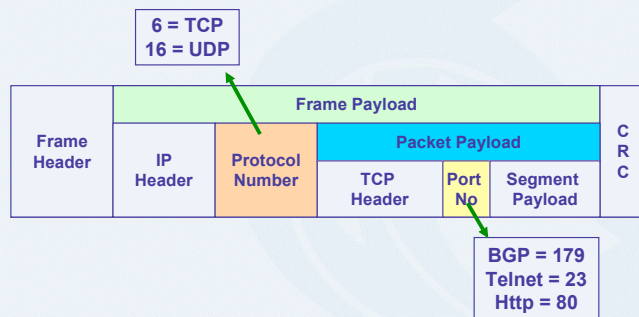 6 = TCP
16 = UDP
Frame Payload
Frame
Header
IP
Header
Protocol
Number
Packet Payload
TCP
Header
Port
No
Segment
Payload
C
R
C
BGP = 179
Telnet = 23
Http = 80